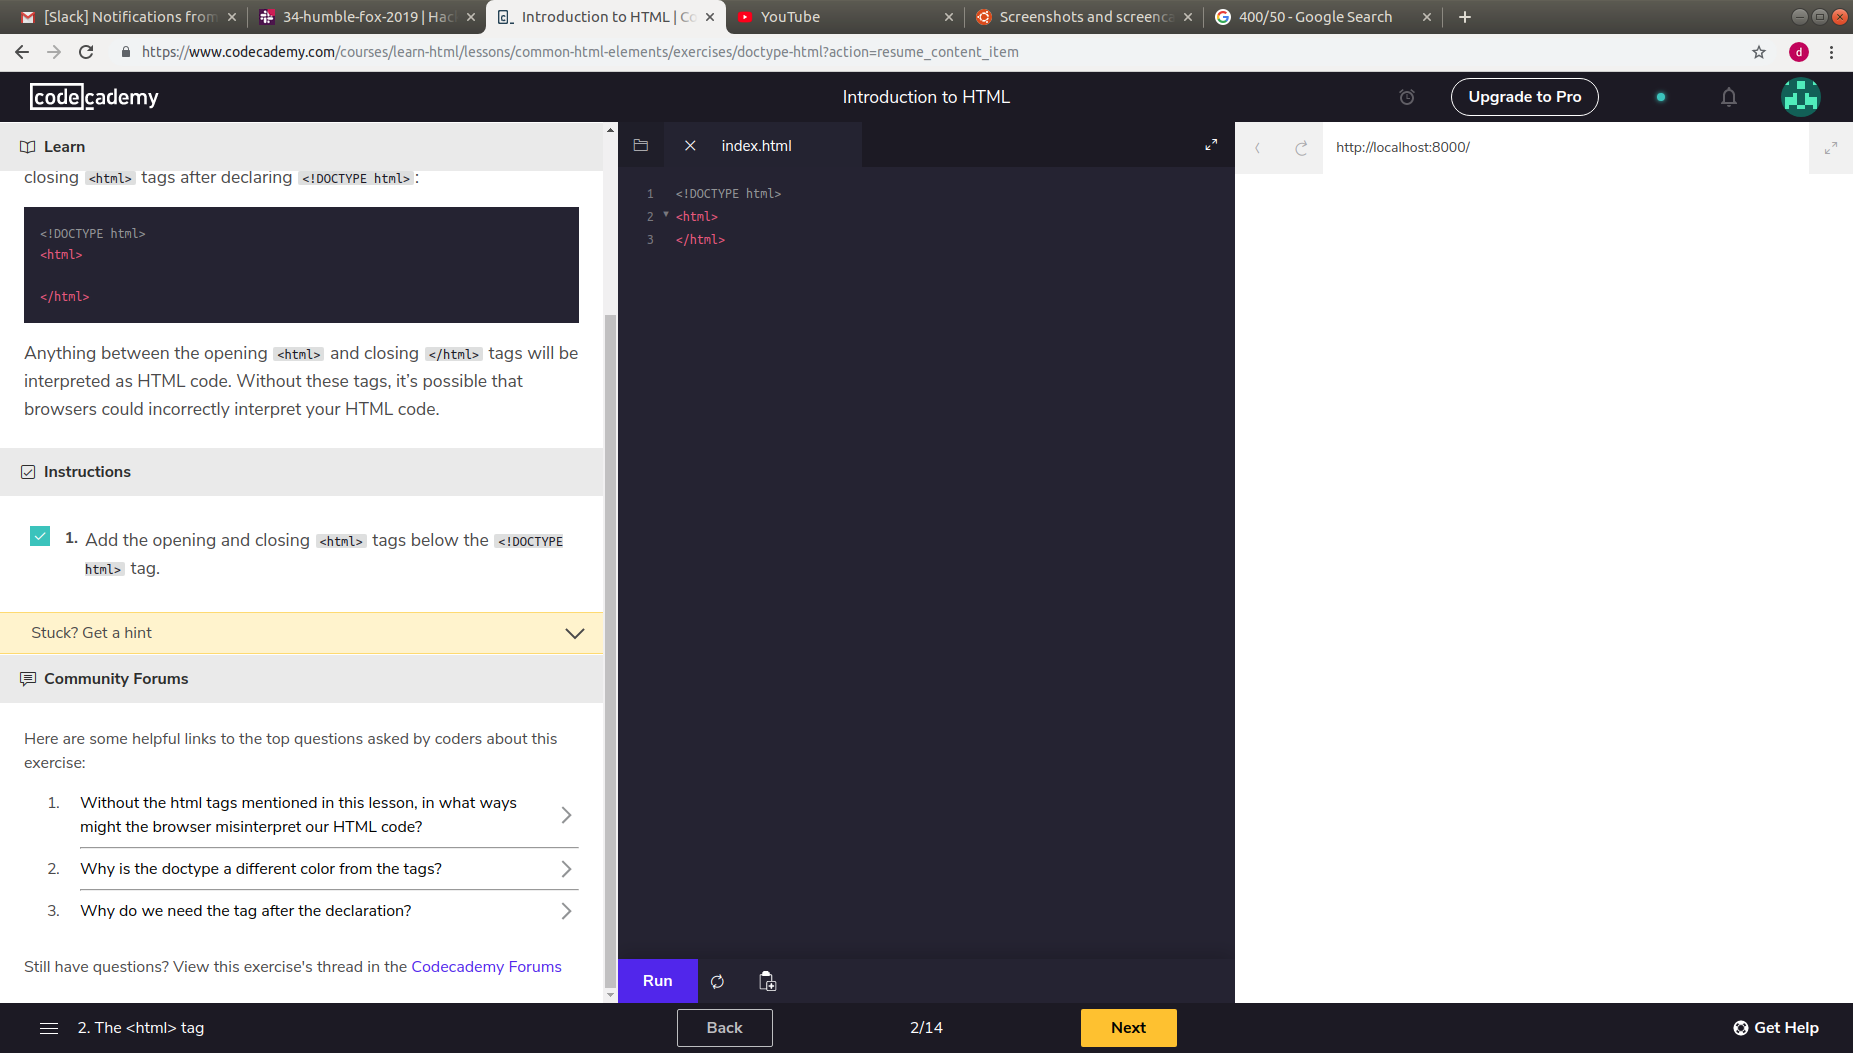 [Slack] Notifications from
34-humble-fox-2019 | Hac
Introduction to HTML | Co
YouTube
Screenshots and screenca
400/50 - Google Search
https://www.codecademy.com/courses/learn-html/lessons/common-html-elements/exercises/doctype-html?action=resume_content_item
d
codecademy
Introduction to HTML
Upgrade to Pro
Learn
closing <html> tags after declaring <!DOCTYPE html>:
<!DOCTYPE html>
<html>
</html>
Anything between the opening <html> and closing </html> tags will be
interpreted as HTML code. Without these tags, it’s possible that
browsers could incorrectly interpret your HTML code.
Instructions
1. Add the opening and closing <html> tags below the <!DOCTYPE
html> tag.
Stuck? Get a hint
Community Forums
Here are some helpful links to the top questions asked by coders about this
exercise:
1. Without the html tags mentioned in this lesson, in what ways
might the browser misinterpret our HTML code?
2. Why is the doctype a different color from the tags?
3. Why do we need the tag after the declaration?
Still have questions? View this exercise's thread in the Codecademy Forums
index.html
1 <!DOCTYPE html>
2 <html>
3 </html>
Run
http://localhost:8000/
2. The <html> tag
Back
2/14
Next
Get Help